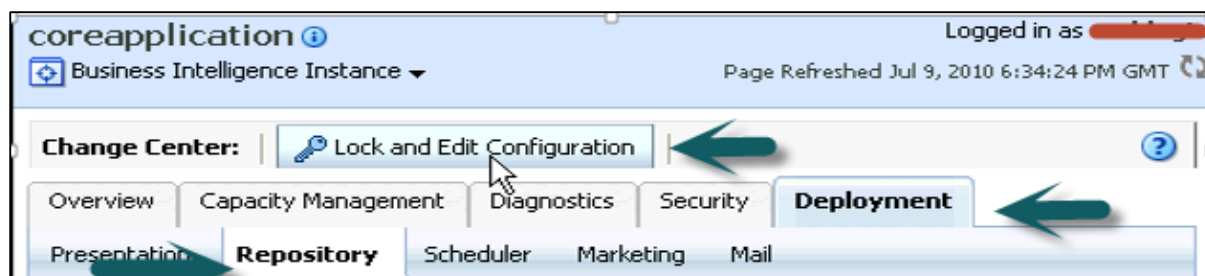 coreapplication
Logged in as
Business Intelligence Instance
Page Refreshed Jul 9, 2010 6:34:24 PM GMT
Change Center: Lock and Edit Configuration
Overview Capacity Management Diagnostics Security Deployment
Presentation Repository Scheduler Marketing Mail